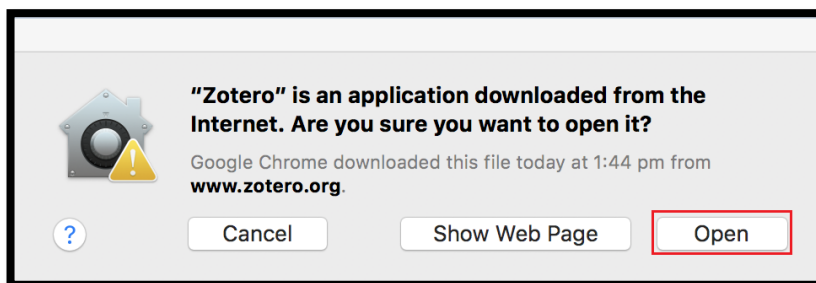 “Zotero” is an application downloaded from the
Internet. Are you sure you want to open it?
Google Chrome downloaded this file today at 1:44 pm from
www.zotero.org.
? Cancel Show Web Page Open